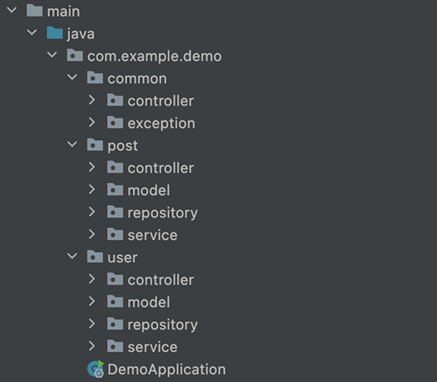 main
java
com.example.demo
common
controller
exception
post
controller
model
repository
service
user
controller
model
repository
service
DemoApplication